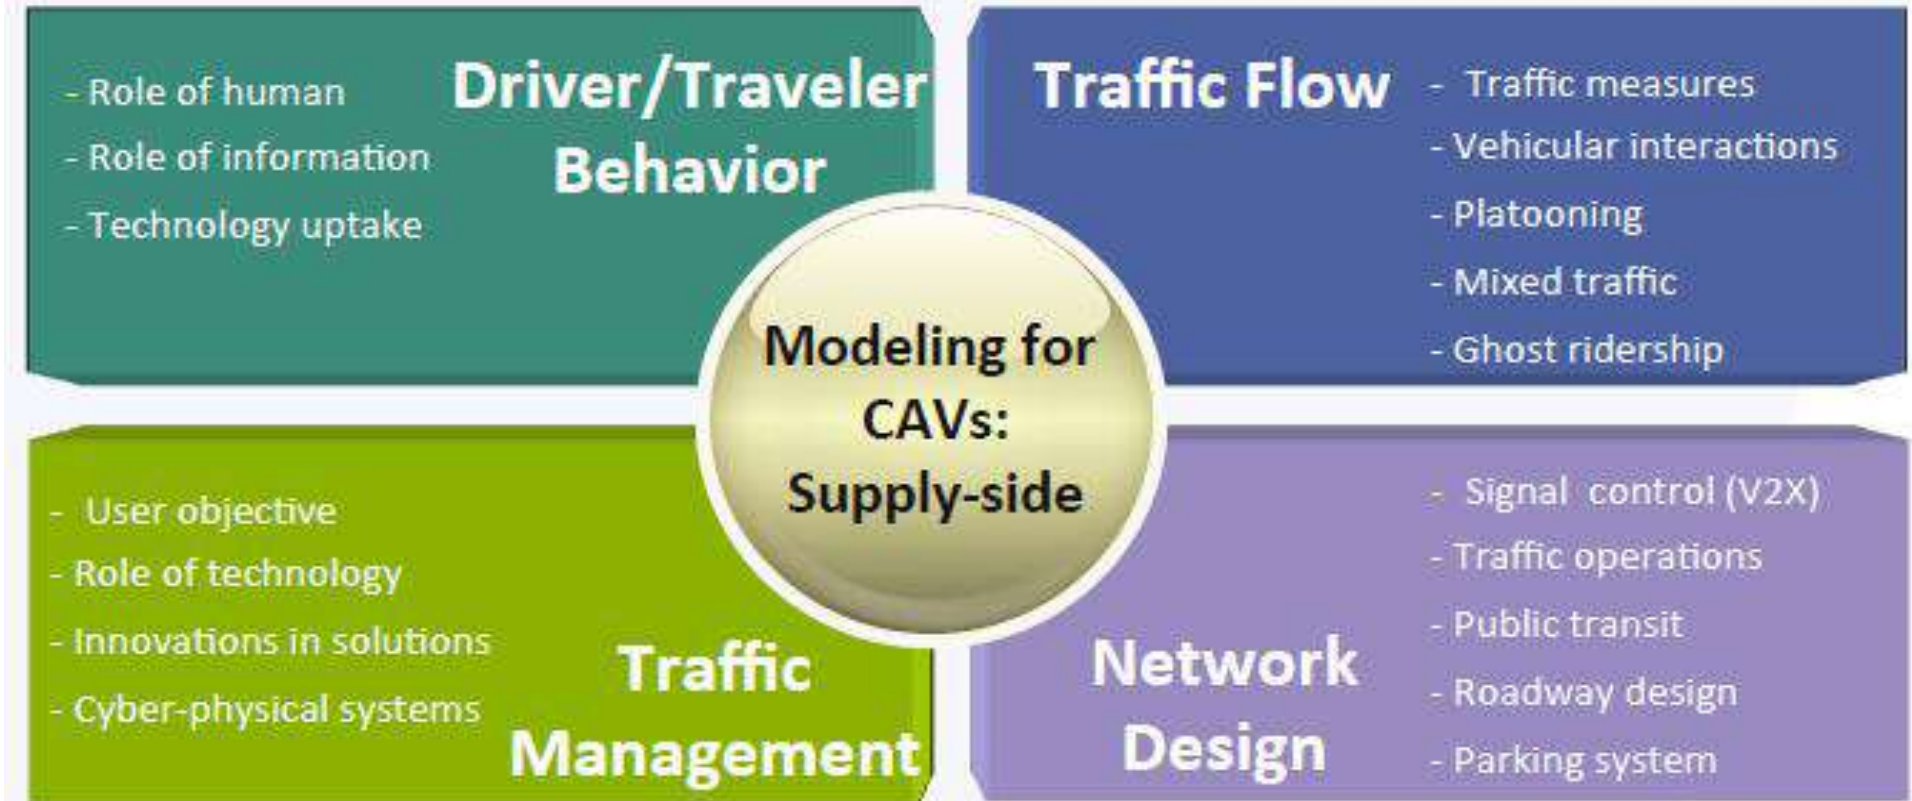 Driver/Traveler
Behavior
- Role of human
- Role of information
- Technology uptake
Traffic Flow
- Traffic measures
- Vehicular interactions
- Platooning
- Mixed traffic
- Ghost ridership
Modeling for
CAVs:
Supply-side
- User objective
- Role of technology
- Innovations in solutions
- Cyber-physical systems
Traffic
Management
Network
Design
- Signal control (V2X)
- Traffic operations
- Public transit
- Roadway design
- Parking system